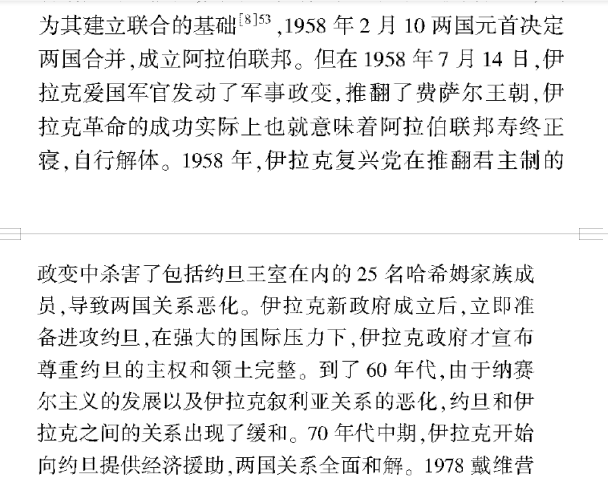 为其建立联合的基础[8]53,1958 年 2 月 10 两国元首决定
两国合并,成立阿拉伯联邦。但在 1958 年 7 月 14 日,伊
拉克爱国军官发动了军事政变,推翻了费萨尔王朝,伊
拉克革命的成功实际上也就意味着阿拉伯联邦寿终正
寝,自行解体。1958 年,伊拉克复兴党在推翻君主制的
政变中杀害了包括约旦王室在内的 25 名哈希姆家族成
员,导致两国关系恶化。伊拉克新政府成立后,立即准
备进攻约旦,在强大的国际压力下,伊拉克政府才宣布
尊重约旦的主权和领土完整。到了 60 年代,由于纳赛
尔主义的发展以及伊拉克叙利亚关系的恶化,约旦和伊
拉克之间的关系出现了缓和。70 年代中期,伊拉克开始
向约旦提供经济援助,两国关系全面和解。1978 戴维营